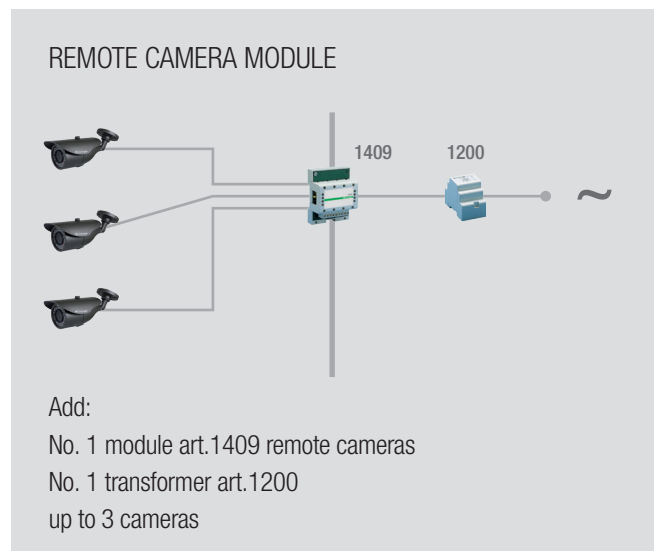 REMOTE CAMERA MODULE
1409
1200
~
Add:
No. 1 module art.1409 remote cameras
No. 1 transformer art.1200
up to 3 cameras